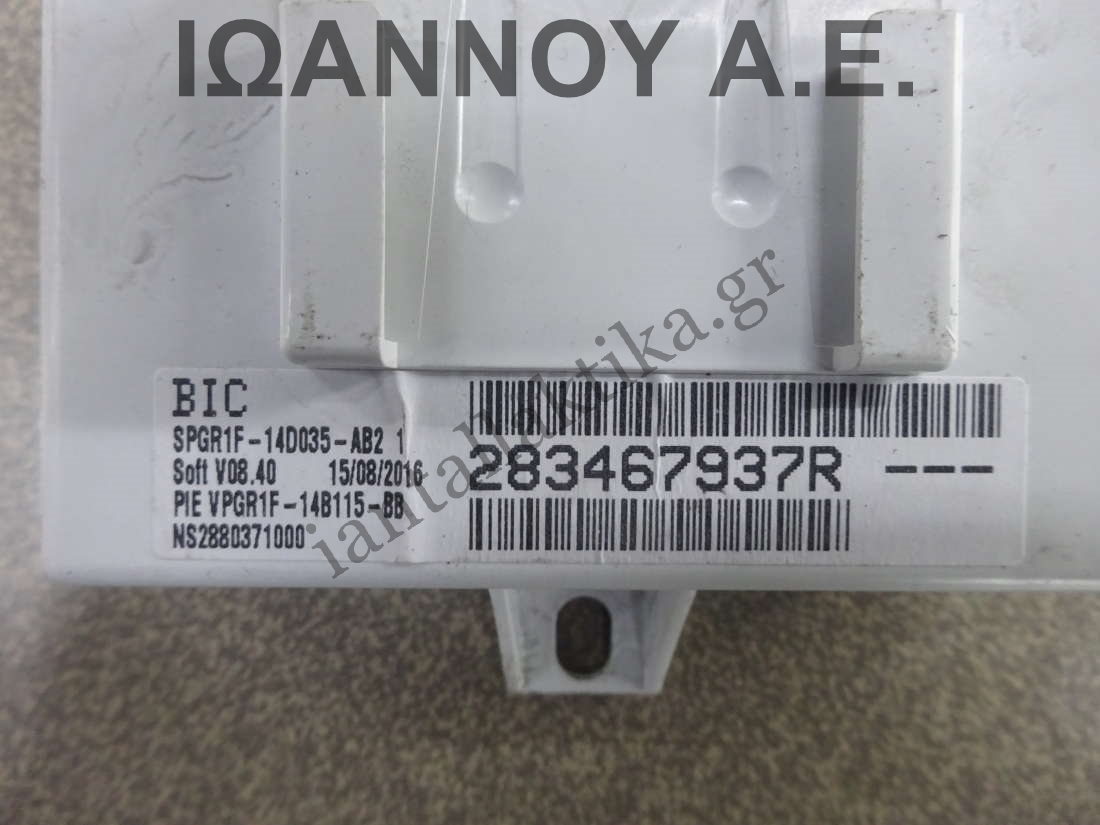 ΙΩΑΝΝΟΥ Α.Ε.
BIC
SPGR1F-14D035-AB2 1
Soft V08.40 15/08/2016
PIE VPGR1F-14B115-BB
NS2880371000
283467937R ---
iantallaktika.gr